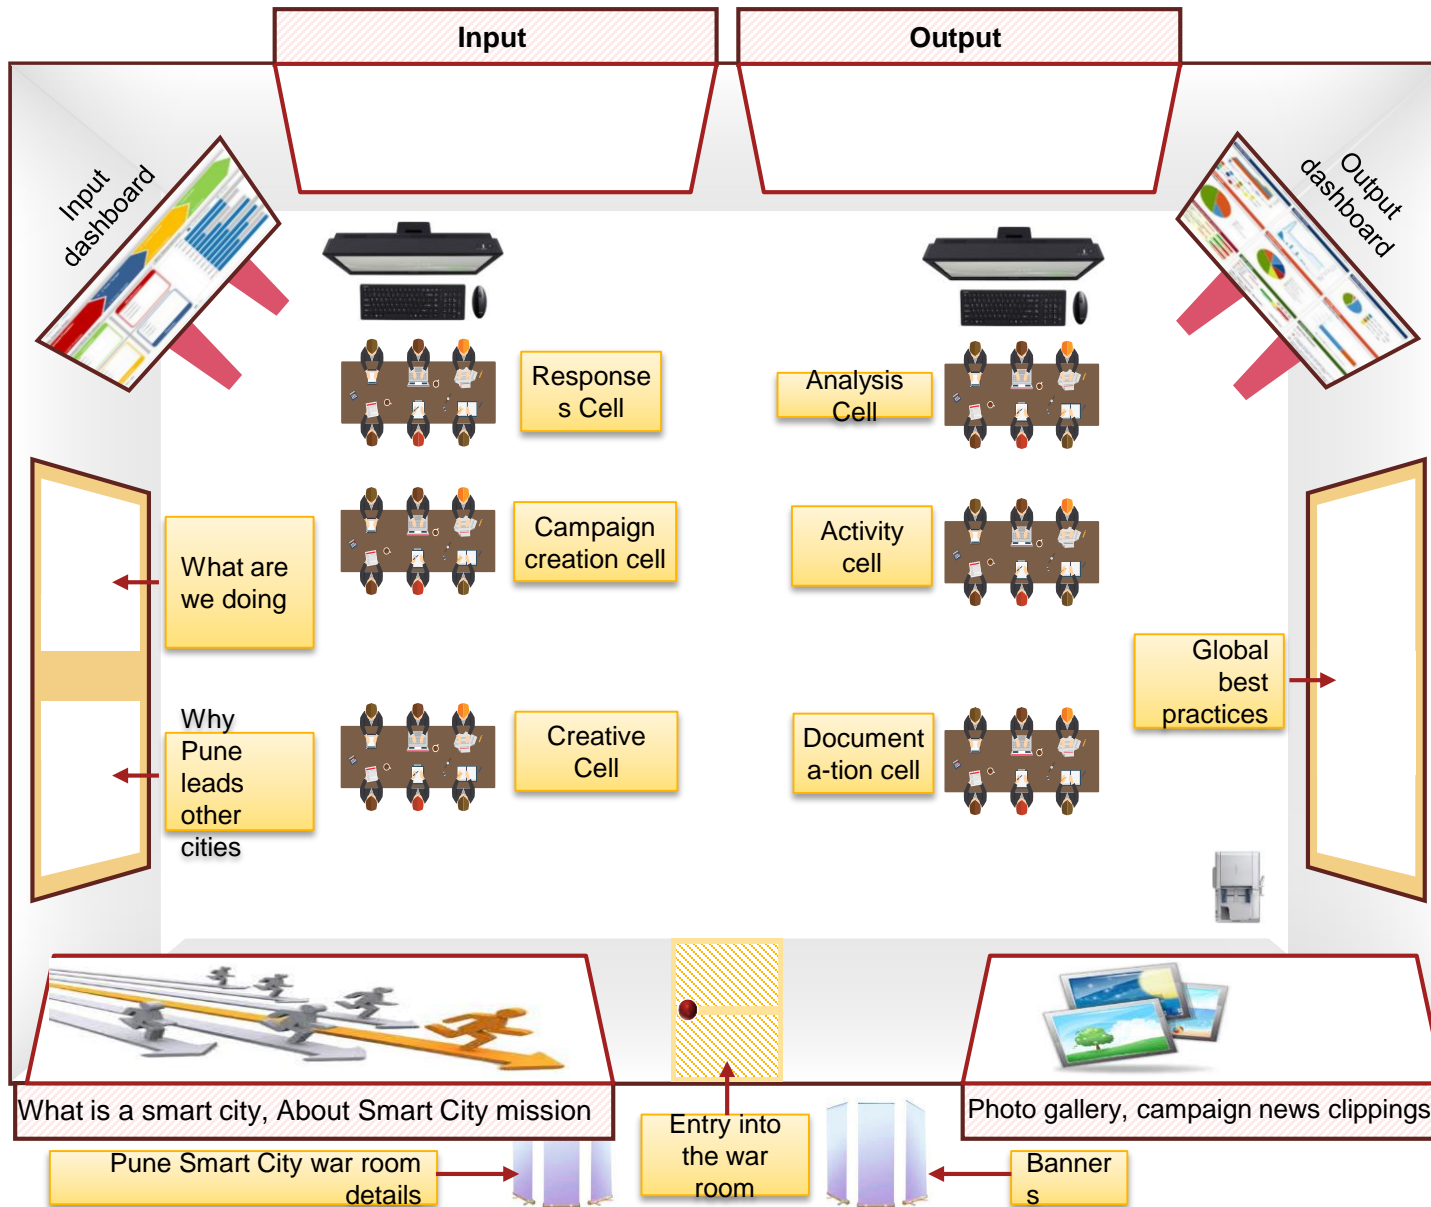 Input
Output
Input
dashboard
Output
dashboard
Response
s Cell
Analysis
Cell
Campaign
creation cell
Activity
cell
What are
we doing
Global
best
practices
Why
Pune
leads
other
cities
Creative
Cell
Document
a-tion cell
What is a smart city, About Smart City mission
Photo gallery, campaign news clippings
Entry into
the war
room
Pune Smart City war room
details
Banner
s